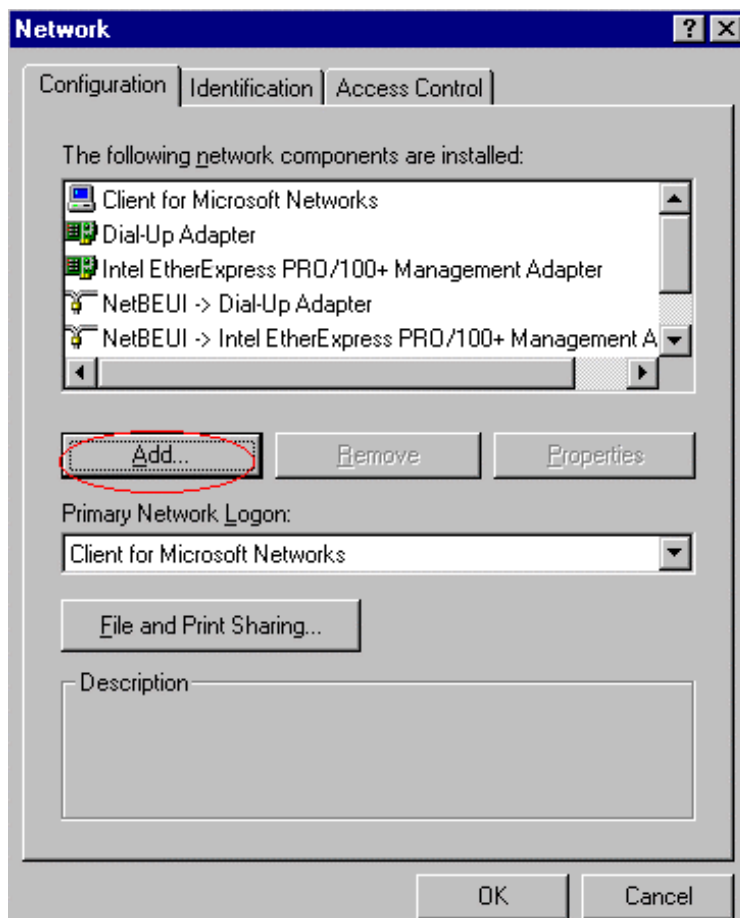 Network
Configuration Identification Access Control
The following network components are installed:
Client for Microsoft Networks
Dial-Up Adapter
Intel EtherExpress PRO/100+ Management Adapter
NetBEUI -> Dial-Up Adapter
NetBEUI -> Intel EtherExpress PRO/100+ Management A
Add... Remove Properties
Primary Network Logon:
Client for Microsoft Networks
File and Print Sharing...
Description
OK Cancel